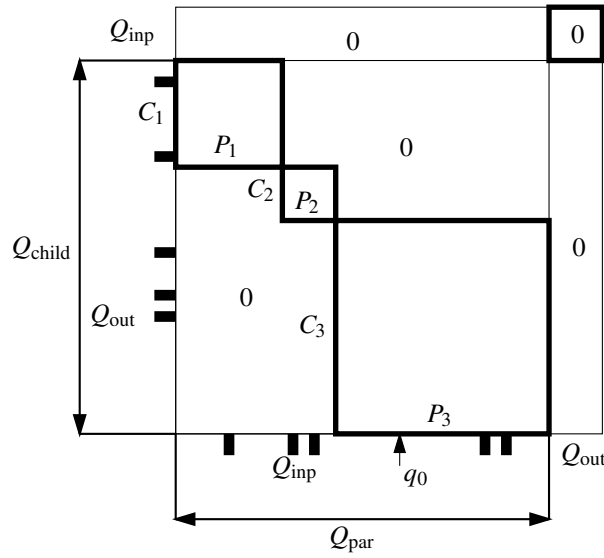 Q_inp
0
0
C_1
P_1
0
C_2
P_2
Q_child
0
0
Q_out
C_3
P_3
Q_inp
q_0
Q_out
Q_par